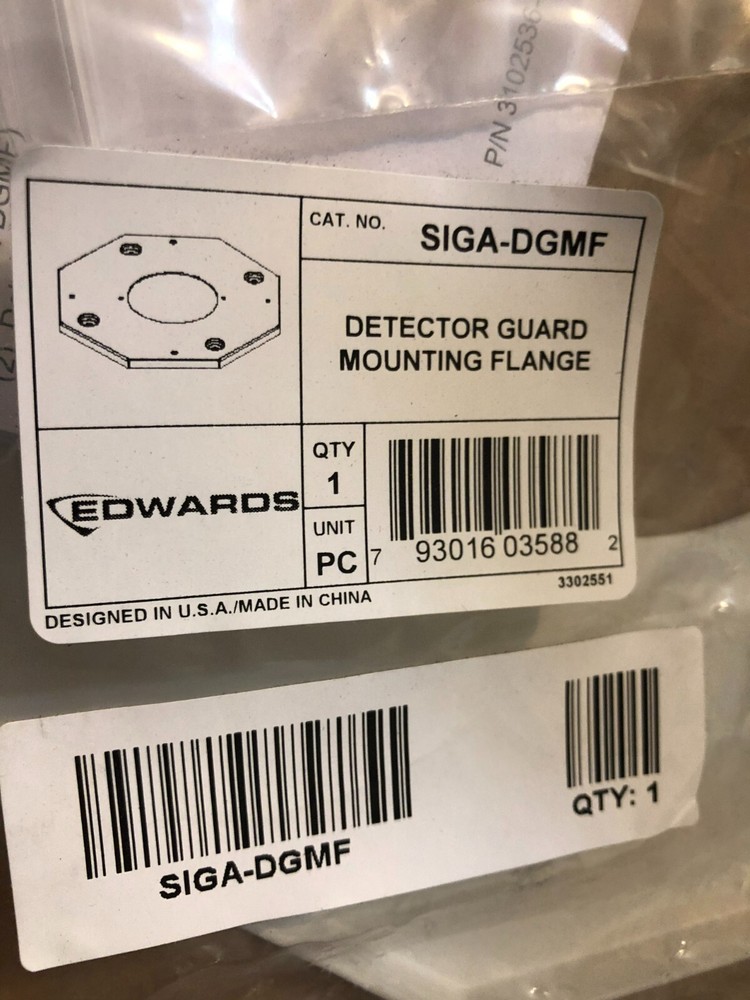 P/N 3102536-
DGMF)
CAT. NO. SIGA-DGMF
DETECTOR GUARD
MOUNTING FLANGE
EDWARDS
QTY
1
UNIT
PC
7 93016 03588 2
3302551
DESIGNED IN U.S.A./MADE IN CHINA
SIGA-DGMF
QTY: 1